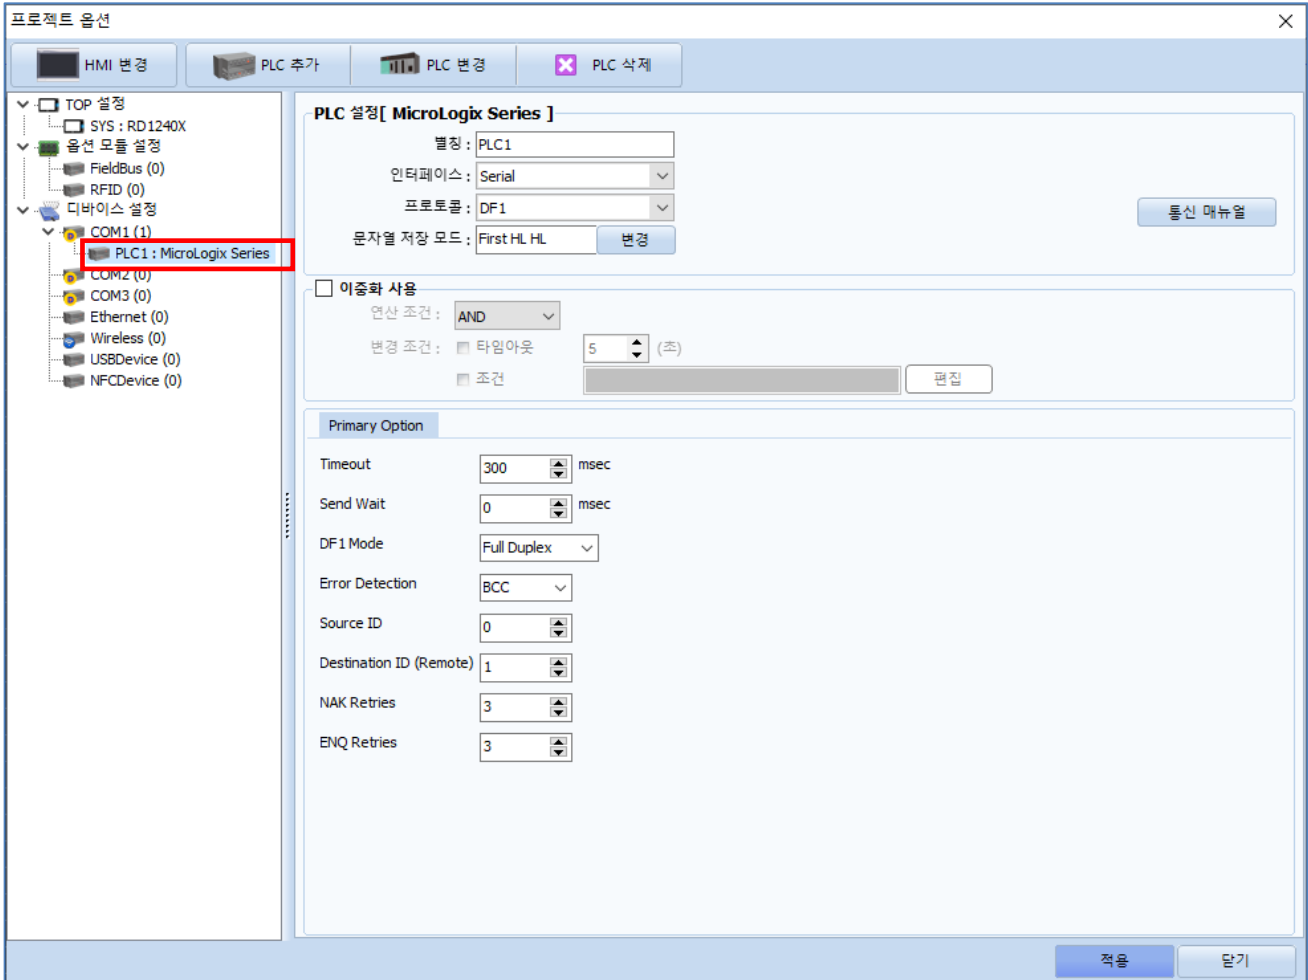 프로젝트 옵션
HMI 변경
PLC 추가
PLC 변경
PLC 삭제
TOP 설정
SYS : RD1240X
옵션 모듈 설정
FieldBus (0)
RFID (0)
디바이스 설정
COM1 (1)
PLC1 : MicroLogix Series
COM2 (0)
COM3 (0)
Ethernet (0)
Wireless (0)
USBDevice (0)
NFCDevice (0)
PLC 설정[ MicroLogix Series ]
별칭 : PLC1
인터페이스 : Serial
프로토콜 : DF1
통신 매뉴얼
문자열 저장 모드 : First HL HL 변경
이중화 사용
연산 조건 : AND
변경 조건 : 타임아웃 5 (초)
조건 편집
Primary Option
Timeout 300 msec
Send Wait 0 msec
DF1 Mode Full Duplex
Error Detection BCC
Source ID 0
Destination ID (Remote) 1
NAK Retries 3
ENQ Retries 3
적용
닫기